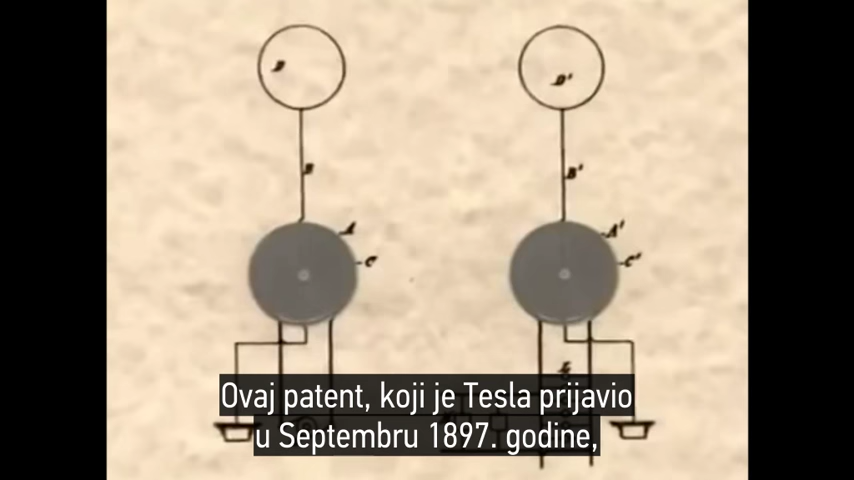 D
D'
B
B'
A
A'
C
C'
Ovaj patent, koji je Tesla prijavio
u Septembru 1897. godine,